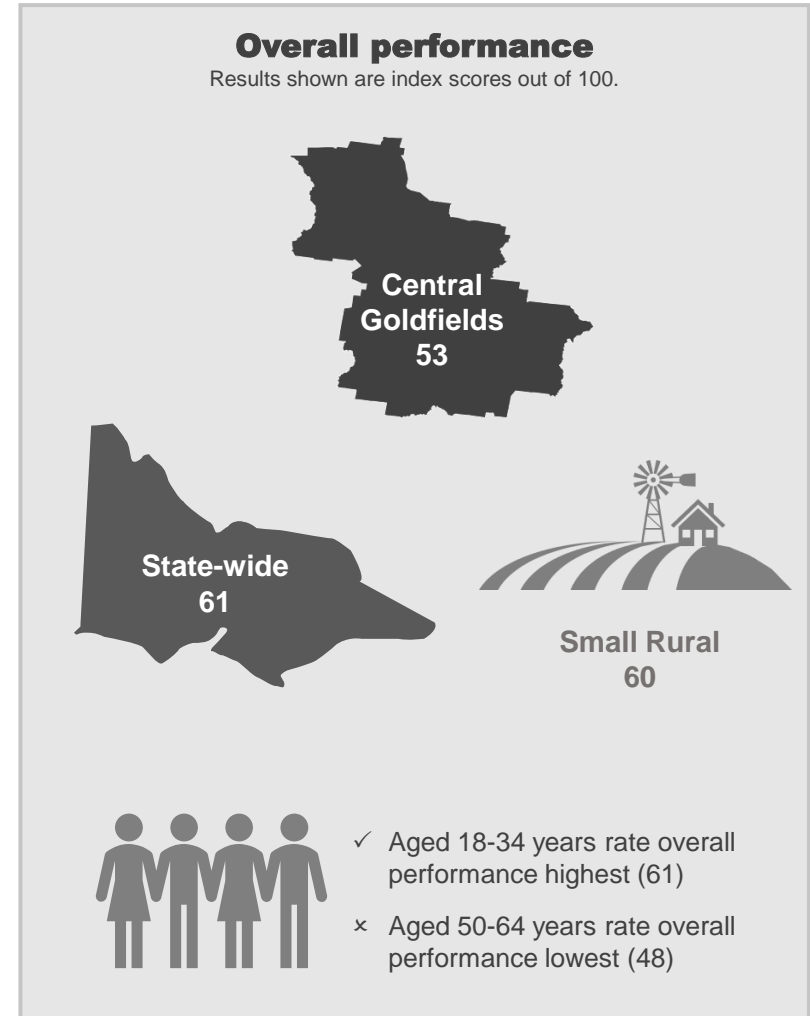 Overall performance
Results shown are index scores out of 100.
Central
Goldfields
53
State-wide
61
Small Rural
60
✓ Aged 18-34 years rate overall
performance highest (61)
× Aged 50-64 years rate overall
performance lowest (48)